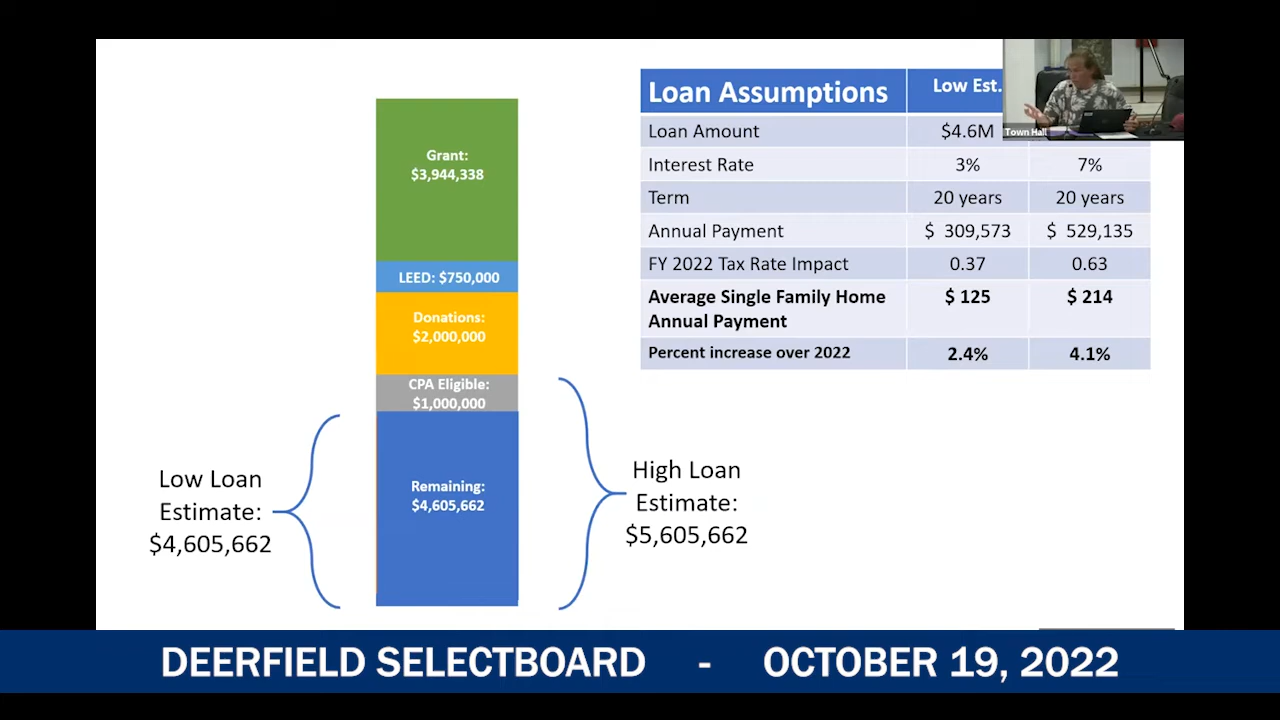 Grant:
$3,944,338
LEED: $750,000
Donations:
$2,000,000
CPA Eligible:
$1,000,000
Remaining:
$4,605,662
Low Loan
Estimate:
$4,605,662
High Loan
Estimate:
$5,605,662
Loan Assumptions Low Est.
Loan Amount $4.6M
Interest Rate 3% 7%
Term 20 years 20 years
Annual Payment $ 309,573 $ 529,135
FY 2022 Tax Rate Impact 0.37 0.63
Average Single Family Home
Annual Payment $ 125 $ 214
Percent increase over 2022 2.4% 4.1%
Town Hall
DEERFIELD SELECTBOARD - OCTOBER 19, 2022